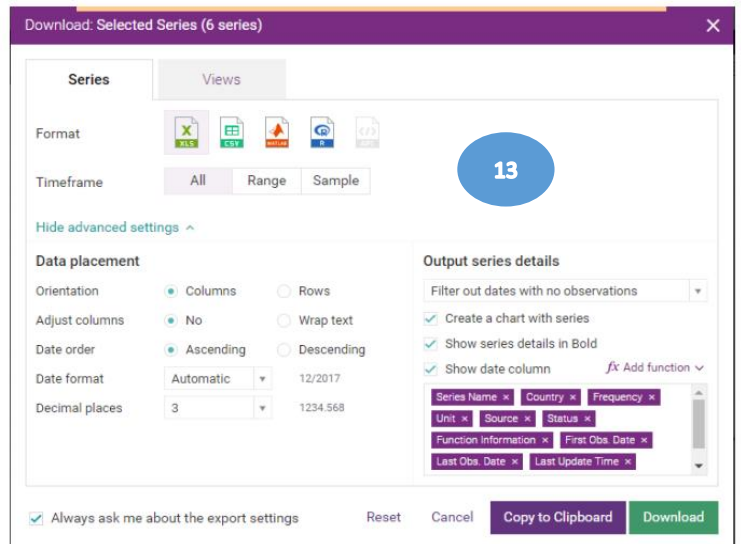 Download: Selected Series (6 series)
Series Views
Format XLS CSV MATLAB R API
13
Timeframe All Range Sample
Hide advanced settings
Data placement
Orientation Columns Rows
Adjust columns No Wrap text
Date order Ascending Descending
Date format Automatic 12/2017
Decimal places 3 1234.568
Output series details
Filter out dates with no observations
Create a chart with series
Show series details in Bold
Show date column fx Add function
Series Name × Country × Frequency ×
Unit × Source × Status ×
Function Information × First Obs. Date ×
Last Obs. Date × Last Update Time ×
Always ask me about the export settings Reset Cancel Copy to Clipboard Download